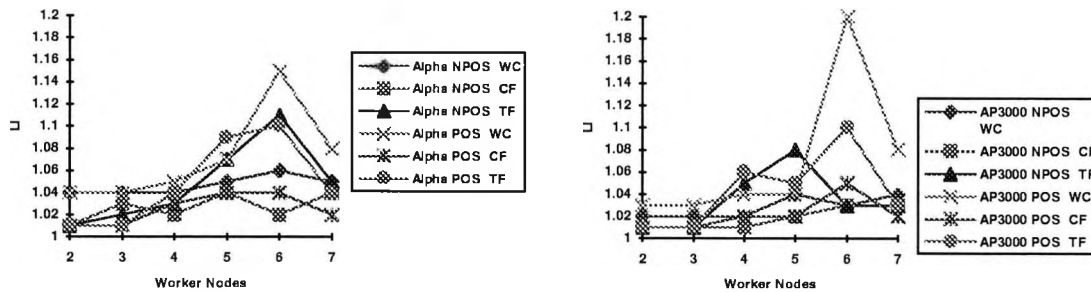 1.2
1.18
1.16
1.14
1.12
1.1
1.08
1.06
1.04
1.02
1
LI
2 3 4 5 6 7
Worker Nodes
Alpha NPOS WC
Alpha NPOS CF
Alpha NPOS TF
Alpha POS WC
Alpha POS CF
Alpha POS TF
1.2
1.18
1.16
1.14
1.12
1.1
1.08
1.06
1.04
1.02
1
LI
2 3 4 5 6 7
Worker Nodes
AP3000 NPOS
WC
AP3000 NPOS CF
AP3000 NPOS TF
AP3000 POS WC
AP3000 POS CF
AP3000 POS TF